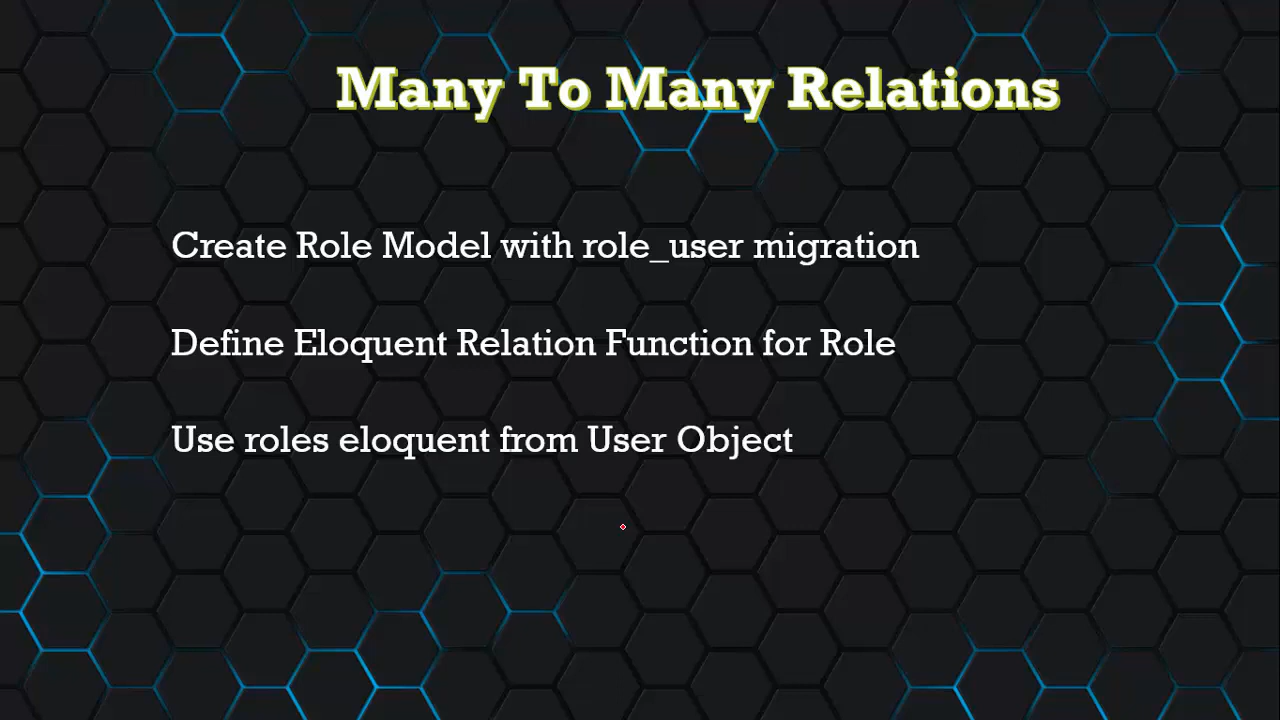 Many To Many Relations
Create Role Model with role_user migration
Define Eloquent Relation Function for Role
Use roles eloquent from User Object